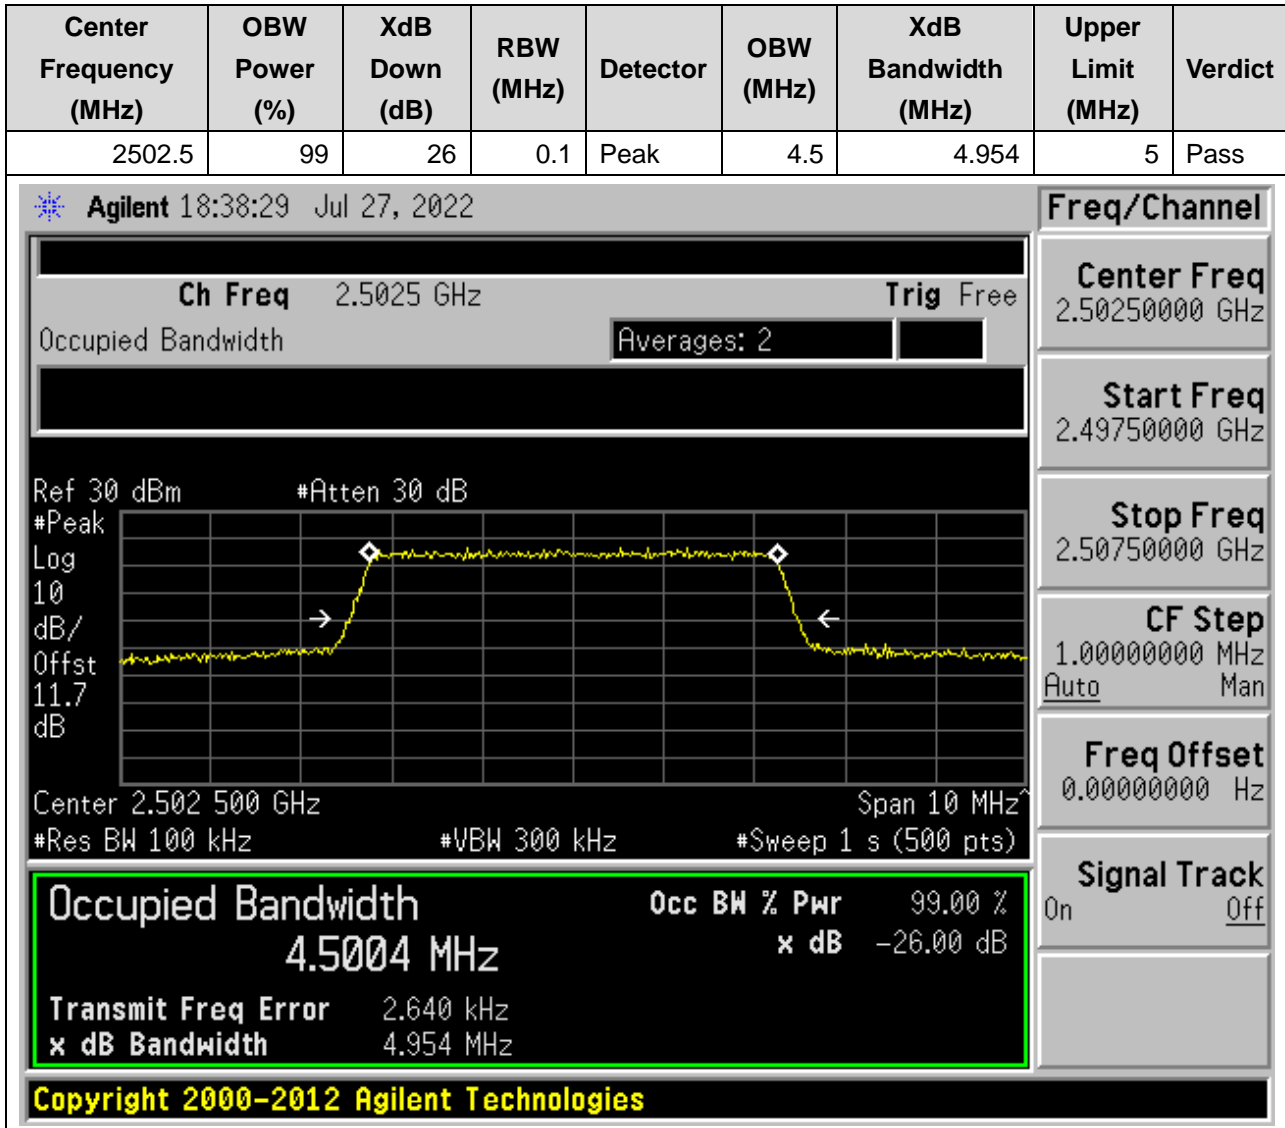 Center Frequency (MHz) OBW Power (%) XdB Down (dB) RBW (MHz) Detector OBW (MHz) XdB Bandwidth (MHz) Upper Limit (MHz) Verdict
2502.5 99 26 0.1 Peak 4.5 4.954 5 Pass
Agilent 18:38:29 Jul 27, 2022
Freq/Channel
Ch Freq 2.5025 GHz Trig Free
Occupied Bandwidth Averages: 2
Center Freq
2.50250000 GHz
Start Freq
2.49750000 GHz
Stop Freq
2.50750000 GHz
CF Step
1.00000000 MHz
Auto Man
Freq Offset
0.00000000 Hz
Signal Track
On Off
Ref 30 dBm #Atten 30 dB
#Peak
Log
10
dB/
Offst
11.7
dB
Center 2.502 500 GHz Span 10 MHz^
#Res BW 100 kHz #VBW 300 kHz #Sweep 1 s (500 pts)
Occupied Bandwidth Occ BW % Pwr 99.00 %
4.5004 MHz x dB -26.00 dB
Transmit Freq Error 2.640 kHz
x dB Bandwidth 4.954 MHz
Copyright 2000-2012 Agilent Technologies